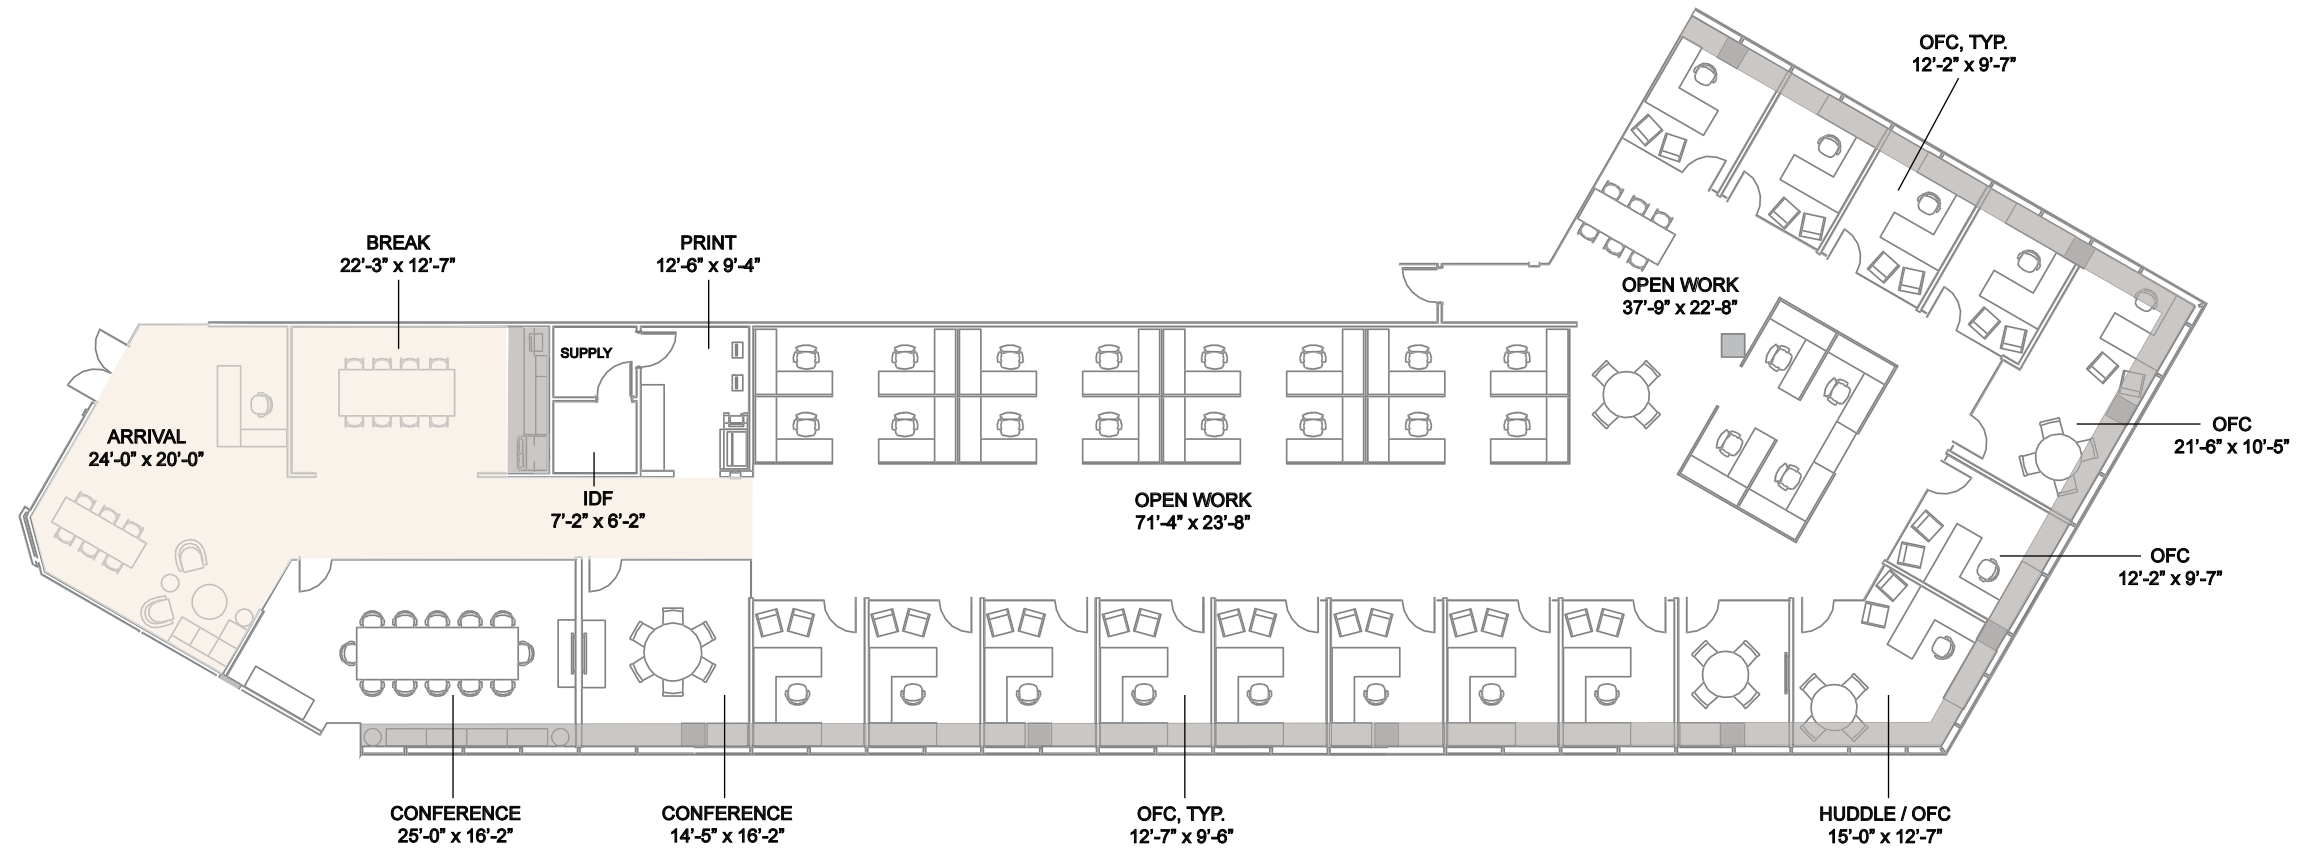 OFC, TYP.
12'-2" x 9'-7"
BREAK
22'-3" x 12'-7"
PRINT
12'-6" x 9'-4"
OPEN WORK
37'-9" x 22'-8"
SUPPLY
ARRIVAL
24'-0" x 20'-0"
OFC
21'-6" x 10'-5"
IDF
7'-2" x 6'-2"
OPEN WORK
71'-4" x 23'-8"
OFC
12'-2" x 9'-7"
CONFERENCE
25'-0" x 16'-2"
CONFERENCE
14'-5" x 16'-2"
OFC, TYP.
12'-7" x 9'-6"
HUDDLE / OFC
15'-0" x 12'-7"